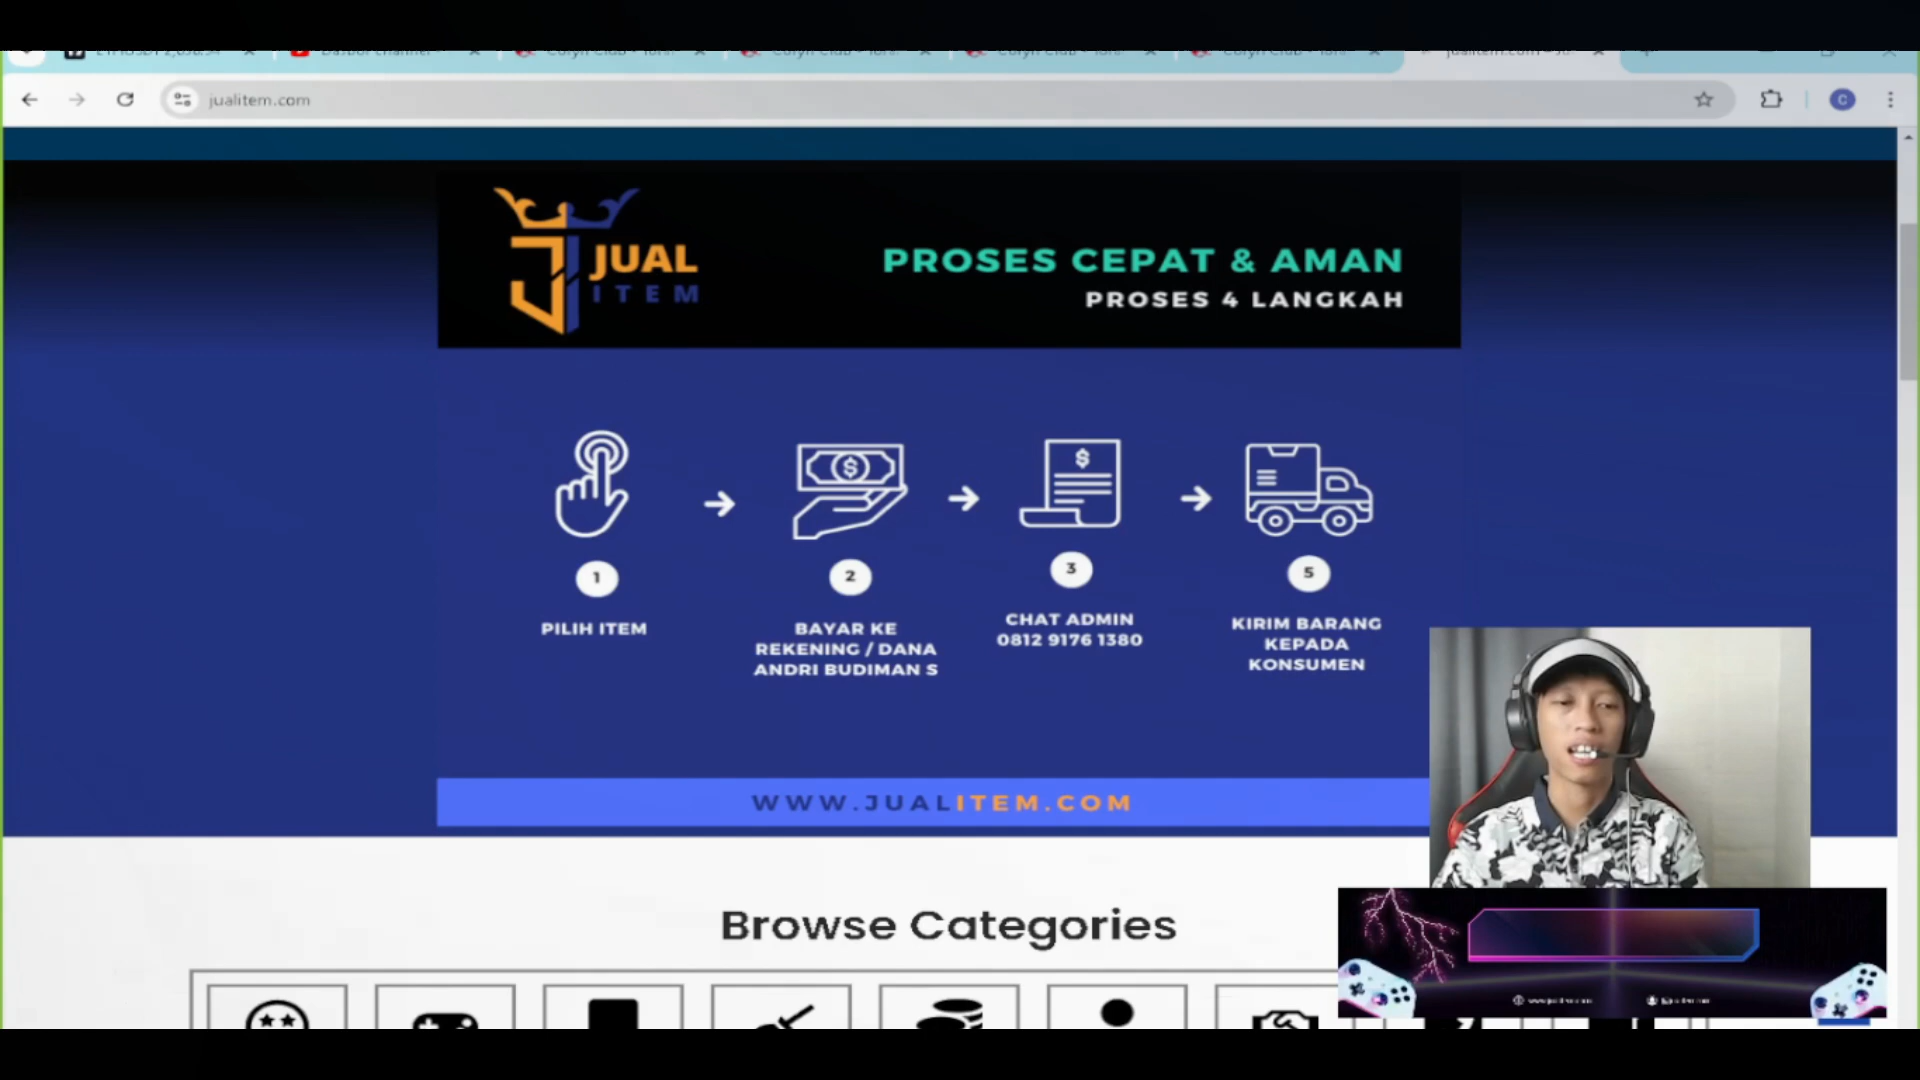 jualitem.com
JUAL
ITEM
PROSES CEPAT & AMAN
PROSES 4 LANGKAH
1
2
3
5
PILIH ITEM
BAYAR KE
REKENING / DANA
ANDRI BUDIMAN S
CHAT ADMIN
0812 9176 1380
KIRIM BARANG
KEPADA
KONSUMEN
WWW.JUALITEM.COM
Browse Categories